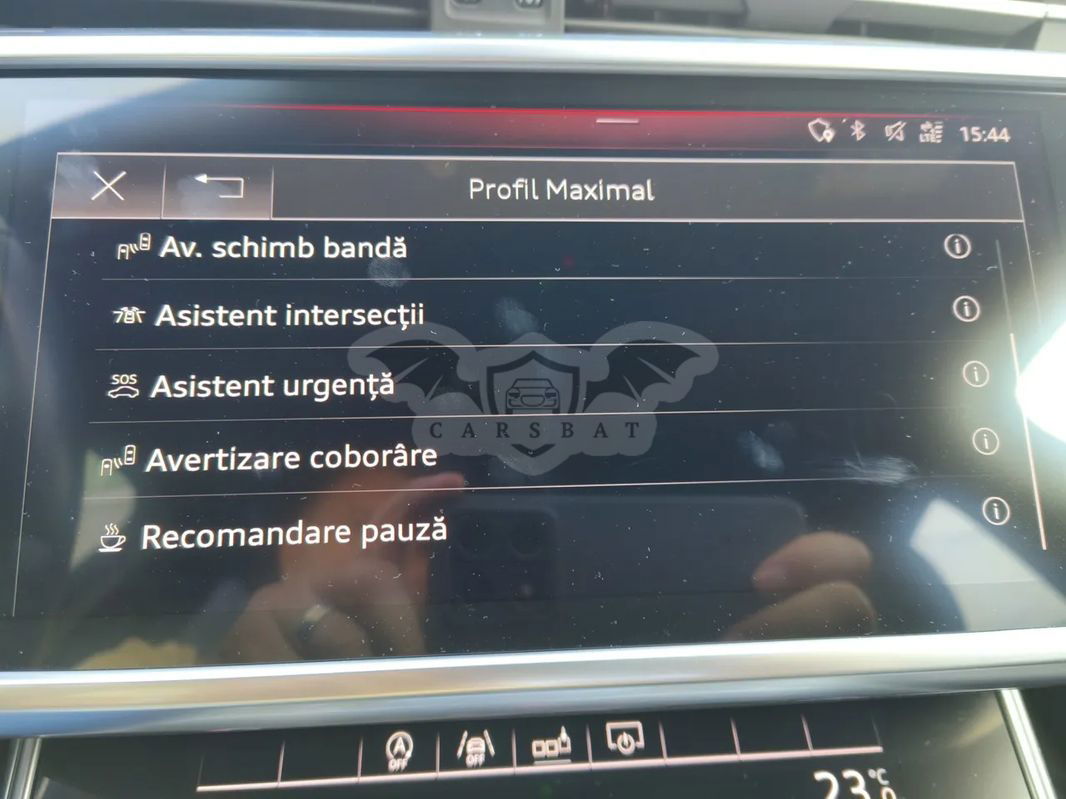 LTE 15:44
Profil Maximal
Av. schimb bandă
Asistent intersecții
SOS Asistent urgență
CARSBAT
Avertizare coborâre
Recomandare pauză
A OFF OFF
23 °C